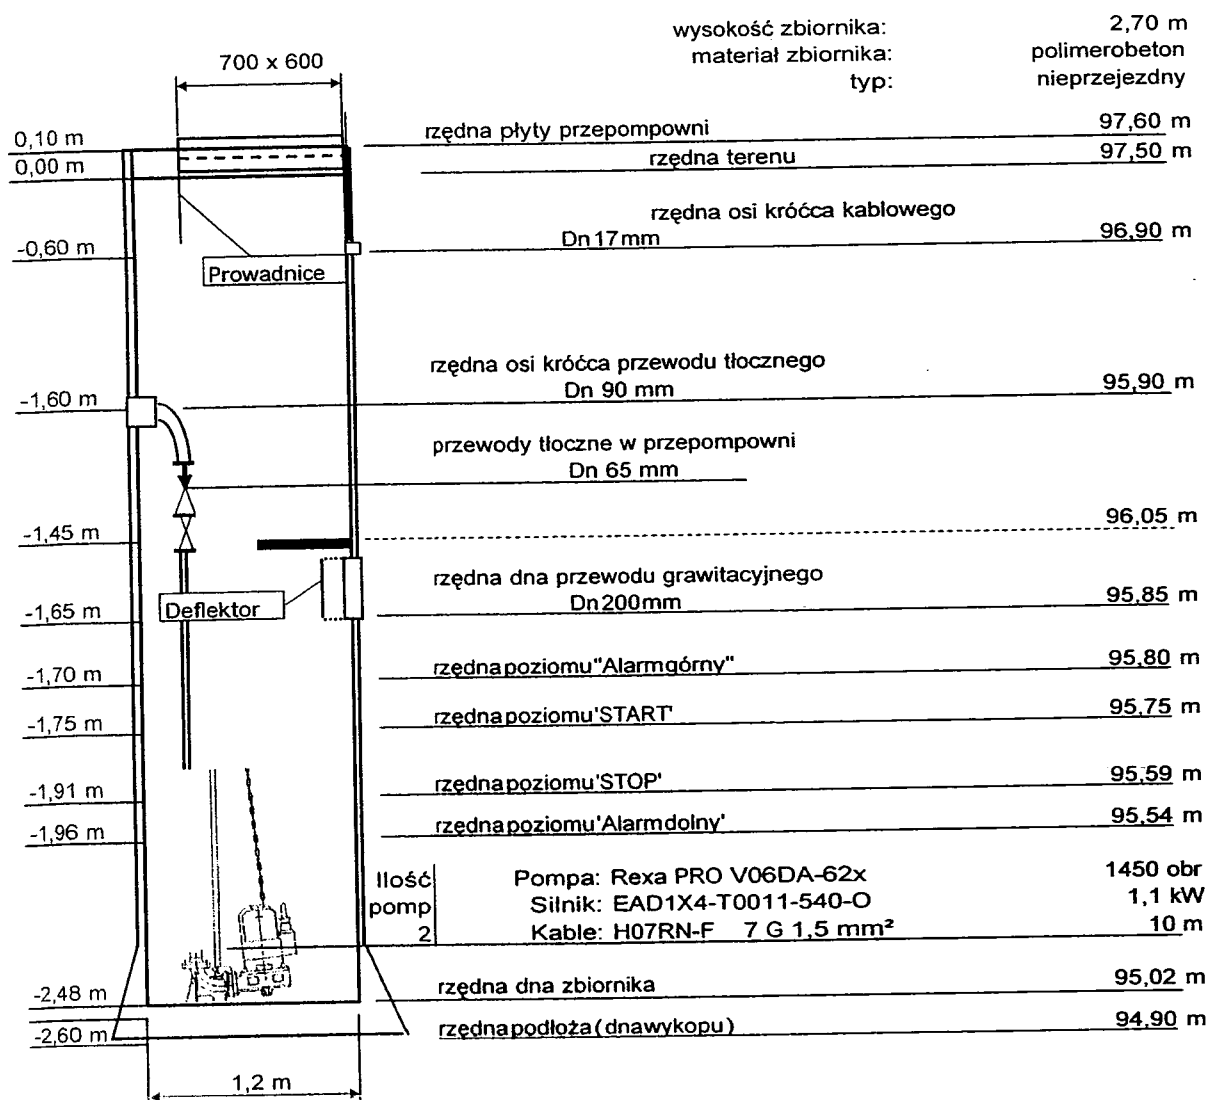 wysokość zbiornika: 2,70 m
materiał zbiornika: polimerobeton
typ: nieprzejezdny
700 x 600
0,10 m rzędna płyty przepompowni 97,60 m
0,00 m rzędna terenu 97,50 m
rzędna osi króćca kablowego
-0,60 m Dn 17 mm 96,90 m
Prowadnice
rzędna osi króćca przewodu tłocznego
-1,60 m Dn 90 mm 95,90 m
przewody tłoczne w przepompowni
Dn 65 mm
-1,45 m 96,05 m
rzędna dna przewodu grawitacyjnego
Deflektor Dn 200 mm 95,85 m
-1,65 m
-1,70 m rzędna poziomu "Alarm górny" 95,80 m
-1,75 m rzędna poziomu 'START' 95,75 m
-1,91 m rzędna poziomu 'STOP' 95,59 m
-1,96 m rzędna poziomu 'Alarm dolny' 95,54 m
Ilość Pompa: Rexa PRO V06DA-62x 1450 obr
pomp Silnik: EAD1X4-T0011-540-O 1,1 kW
2 Kable: H07RN-F 7 G 1,5 mm² 10 m
-2,48 m rzędna dna zbiornika 95,02 m
-2,60 m rzędna podłoża (dna wykopu) 94,90 m
1,2 m